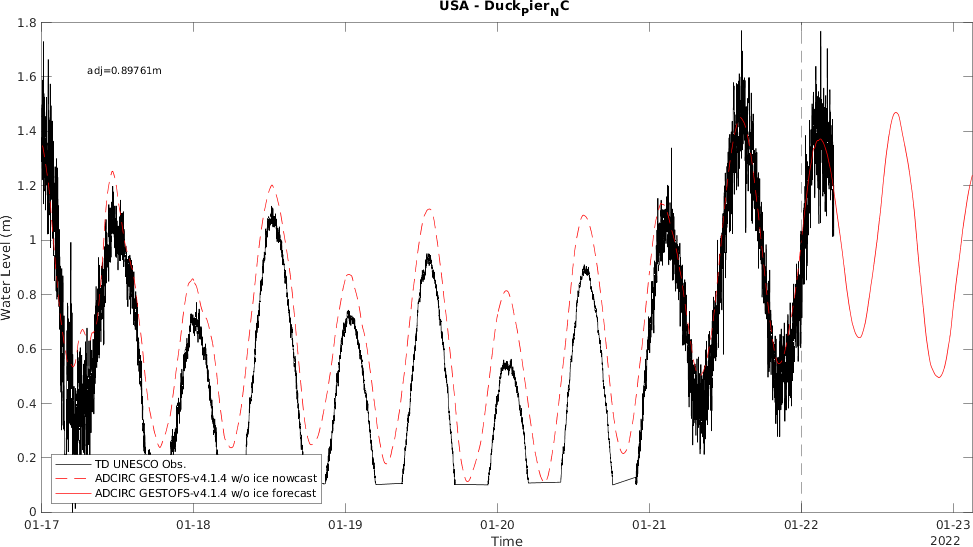 USA - DuckPierNC
1.8
1.6
1.4
1.2
1
0.8
0.6
0.4
0.2
0
Water Level (m)
adj=0.89761m
TD UNESCO Obs.
ADCIRC GESTOFS-v4.1.4 w/o ice nowcast
ADCIRC GESTOFS-v4.1.4 w/o ice forecast
01-17 01-18 01-19 01-20 01-21 01-22 01-23
Time
2022